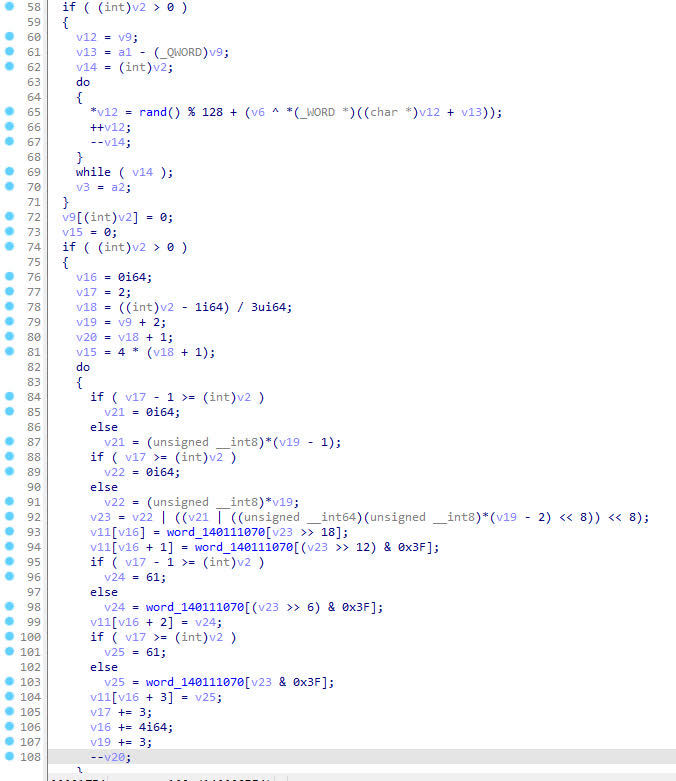 58 if ( (int)v2 > 0 )
59 {
60 v12 = v9;
61 v13 = a1 - (_QWORD)v9;
62 v14 = (int)v2;
63 do
64 {
65 *v12 = rand() % 128 + (v6 ^ *(_WORD *)((char *)v12 + v13));
66 ++v12;
67 --v14;
68 }
69 while ( v14 );
70 v3 = a2;
71 }
72 v9[(int)v2] = 0;
73 v15 = 0;
74 if ( (int)v2 > 0 )
75 {
76 v16 = 0i64;
77 v17 = 2;
78 v18 = ((int)v2 - 1i64) / 3ui64;
79 v19 = v9 + 2;
80 v20 = v18 + 1;
81 v15 = 4 * (v18 + 1);
82 do
83 {
84 if ( v17 - 1 >= (int)v2 )
85 v21 = 0i64;
86 else
87 v21 = (unsigned __int8)*(v19 - 1);
88 if ( v17 >= (int)v2 )
89 v22 = 0i64;
90 else
91 v22 = (unsigned __int8)*v19;
92 v23 = v22 | ((v21 | ((unsigned __int64)(unsigned __int8)*(v19 - 2) << 8)) << 8);
93 v11[v16] = word_140111070[v23 >> 18];
94 v11[v16 + 1] = word_140111070[(v23 >> 12) & 0x3F];
95 if ( v17 - 1 >= (int)v2 )
96 v24 = 61;
97 else
98 v24 = word_140111070[(v23 >> 6) & 0x3F];
99 v11[v16 + 2] = v24;
100 if ( v17 >= (int)v2 )
101 v25 = 61;
102 else
103 v25 = word_140111070[v23 & 0x3F];
104 v11[v16 + 3] = v25;
105 v17 += 3;
106 v16 += 4i64;
107 v19 += 3;
108 --v20;